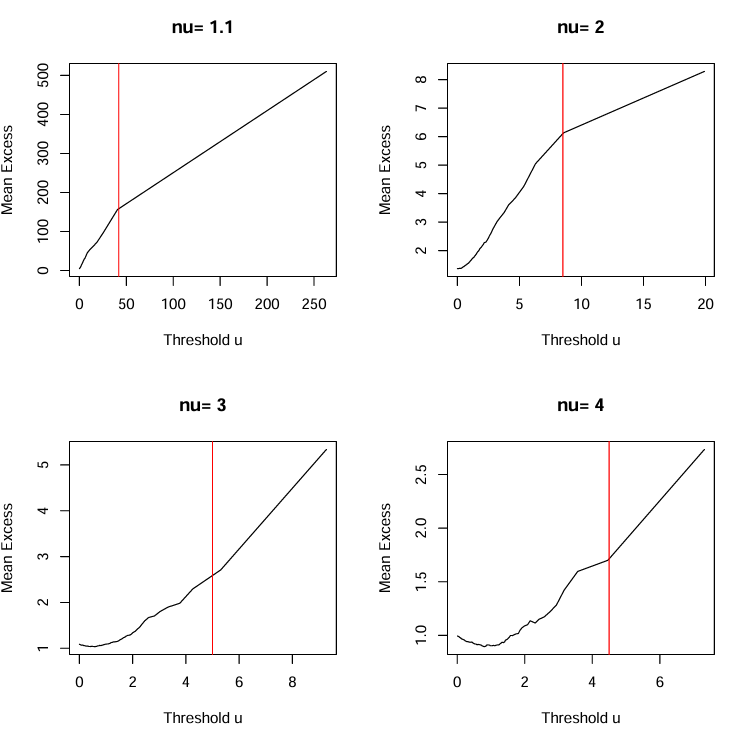 nu= 1.1
Mean Excess
500
400
300
200
100
0
0 50 100 150 200 250
Threshold u
nu= 2
Mean Excess
8
7
6
5
4
3
2
0 5 10 15 20
Threshold u
nu= 3
Mean Excess
5
4
3
2
1
0 2 4 6 8
Threshold u
nu= 4
Mean Excess
2.5
2.0
1.5
1.0
0 2 4 6
Threshold u